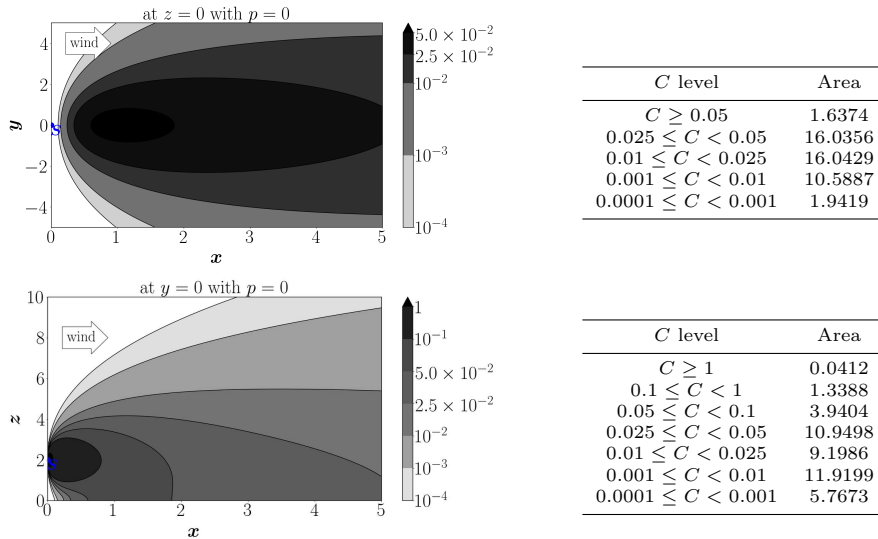 at z = 0 with p = 0
4
2
0
−2
−4
y
wind
S
0 1 2 3 4 5
x
5.0 × 10⁻²
2.5 × 10⁻²
10⁻²
10⁻³
10⁻⁴
C level Area
C ≥ 0.05 1.6374
0.025 ≤ C < 0.05 16.0356
0.01 ≤ C < 0.025 16.0429
0.001 ≤ C < 0.01 10.5887
0.0001 ≤ C < 0.001 1.9419
at y = 0 with p = 0
10
8
6
4
2
0
z
wind
S
0 1 2 3 4 5
x
1
10⁻¹
5.0 × 10⁻²
2.5 × 10⁻²
10⁻²
10⁻³
10⁻⁴
C level Area
C ≥ 1 0.0412
0.1 ≤ C < 1 1.3388
0.05 ≤ C < 0.1 3.9404
0.025 ≤ C < 0.05 10.9498
0.01 ≤ C < 0.025 9.1986
0.001 ≤ C < 0.01 11.9199
0.0001 ≤ C < 0.001 5.7673